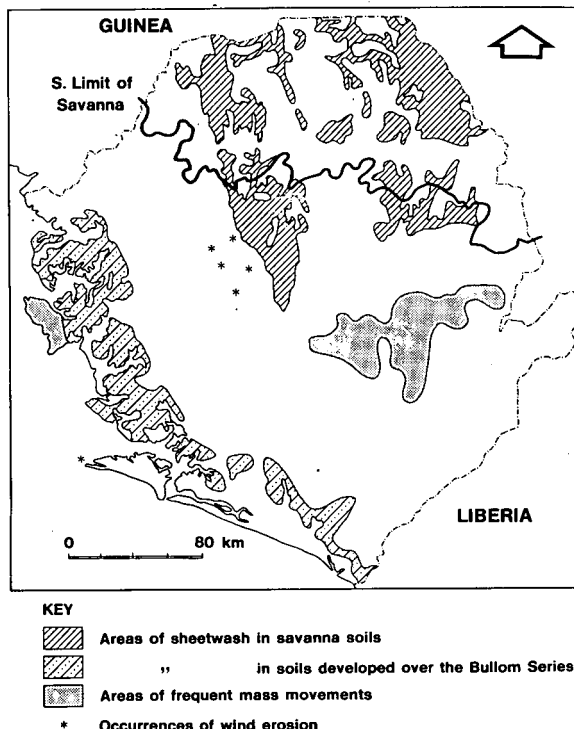 GUINEA
S. Limit of
Savanna
LIBERIA
0 80 km
KEY
Areas of sheetwash in savanna soils
,, in soils developed over the Bullom Series
Areas of frequent mass movements
* Occurrences of wind erosion